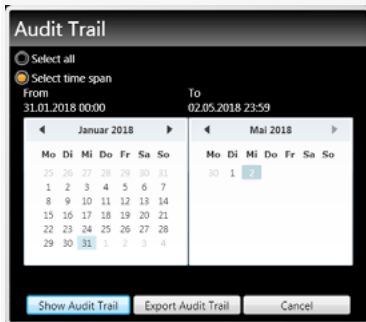 Audit Trail
Select all
Select time span
From To
31.01.2018 00:00 02.05.2018 23:59
Januar 2018 Mai 2018
Mo Di Mi Do Fr Sa So Mo Di Mi Do Fr Sa So
25 26 27 28 29 30 31 30 1 2
1 2 3 4 5 6 7
8 9 10 11 12 13 14
15 16 17 18 19 20 21
22 23 24 25 26 27 28
29 30 31 1 2 3 4
Show Audit Trail Export Audit Trail Cancel